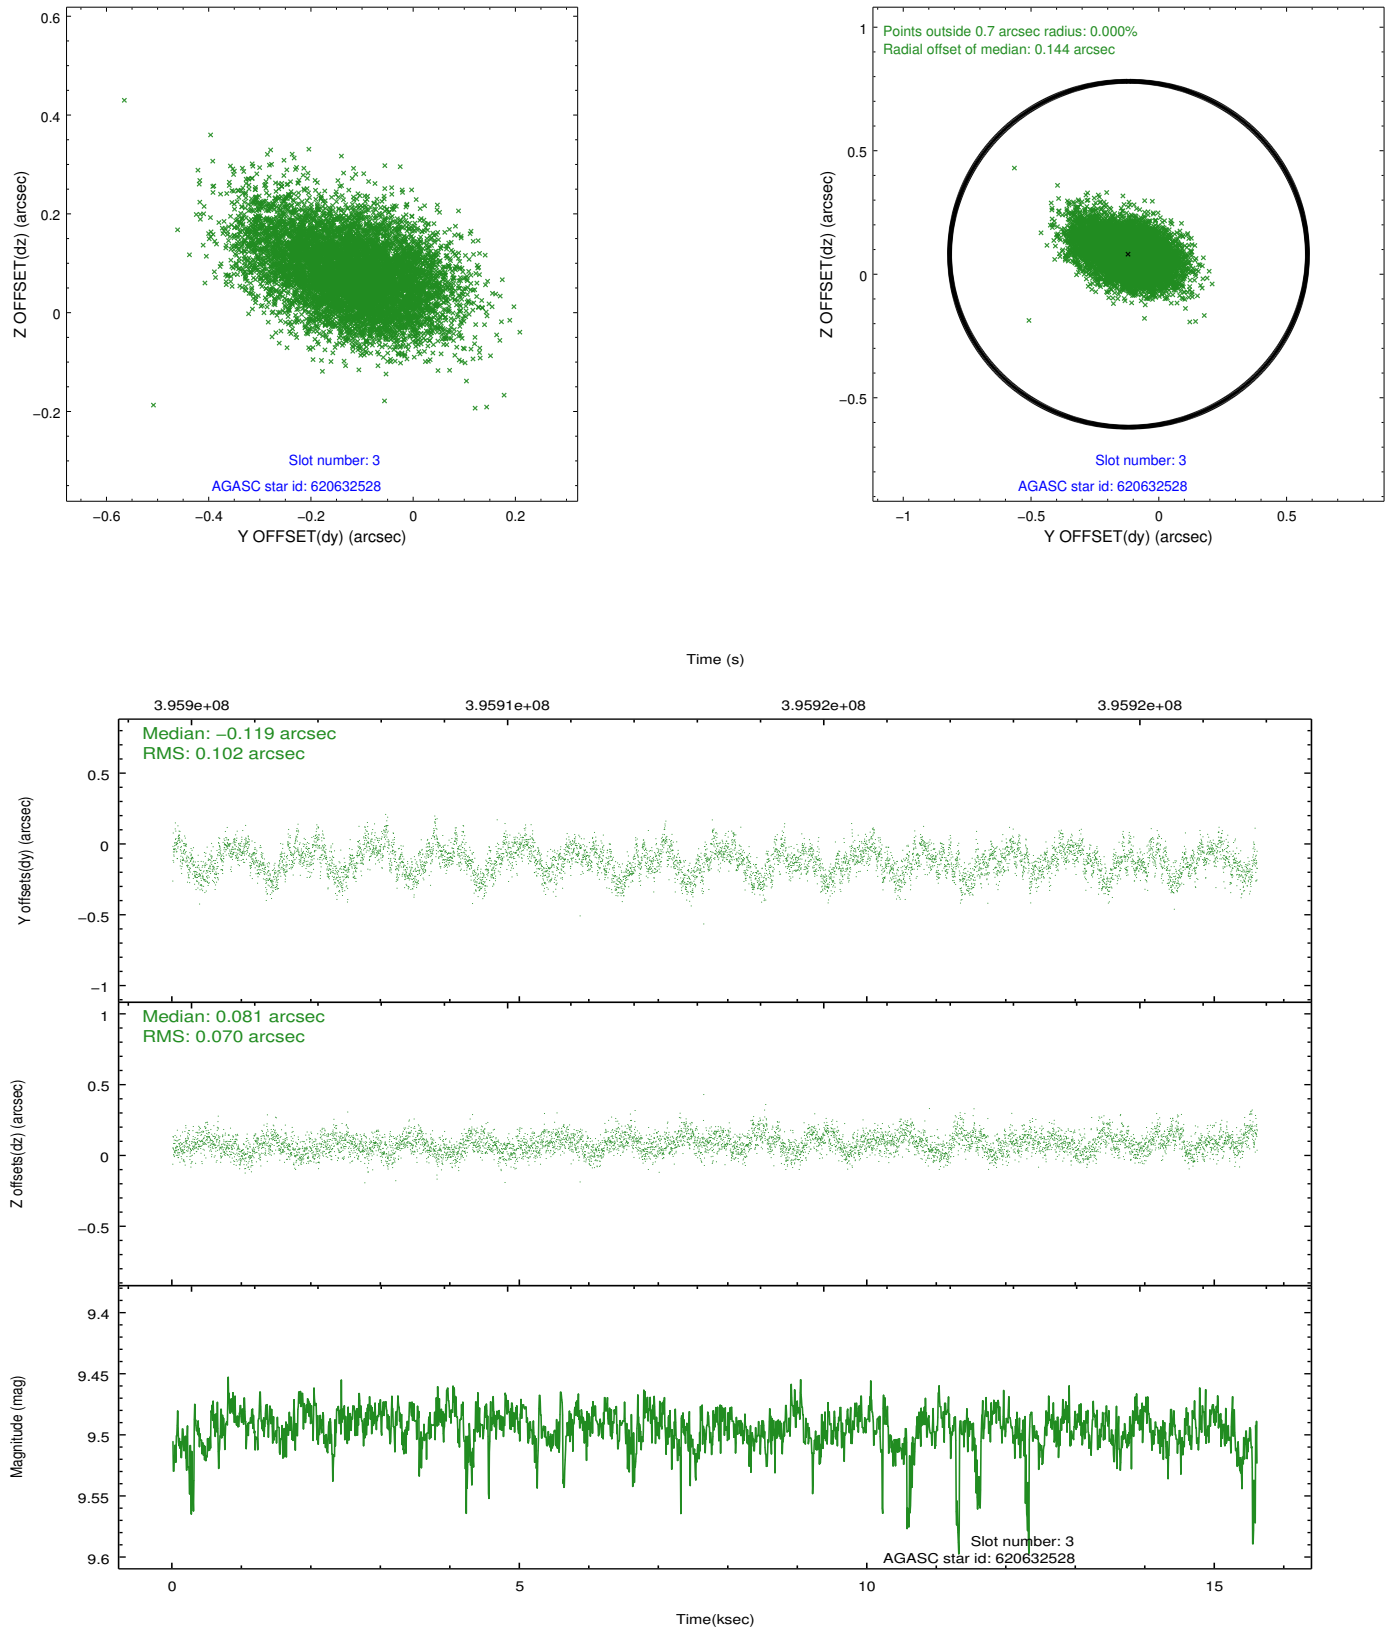 0.6
0.4
0.2
0
−0.2
Z OFFSET(dz) (arcsec)
Slot number: 3
AGASC star id: 620632528
−0.6 −0.4 −0.2 0 0.2
Y OFFSET(dy) (arcsec)
Points outside 0.7 arcsec radius: 0.000%
Radial offset of median: 0.144 arcsec
1
0.5
0
−0.5
Z OFFSET(dz) (arcsec)
Slot number: 3
AGASC star id: 620632528
−1 −0.5 0 0.5
Y OFFSET(dy) (arcsec)
Time (s)
3.959e+08 3.9591e+08 3.9592e+08 3.9592e+08
Median: −0.119 arcsec
RMS: 0.102 arcsec
0.5
0
−0.5
−1
Y offsets(dy) (arcsec)
Median: 0.081 arcsec
RMS: 0.070 arcsec
1
0.5
0
−0.5
Z offsets(dz) (arcsec)
9.4
9.45
9.5
9.55
9.6
Magnitude (mag)
Slot number: 3
AGASC star id: 620632528
0 5 10 15
Time(ksec)